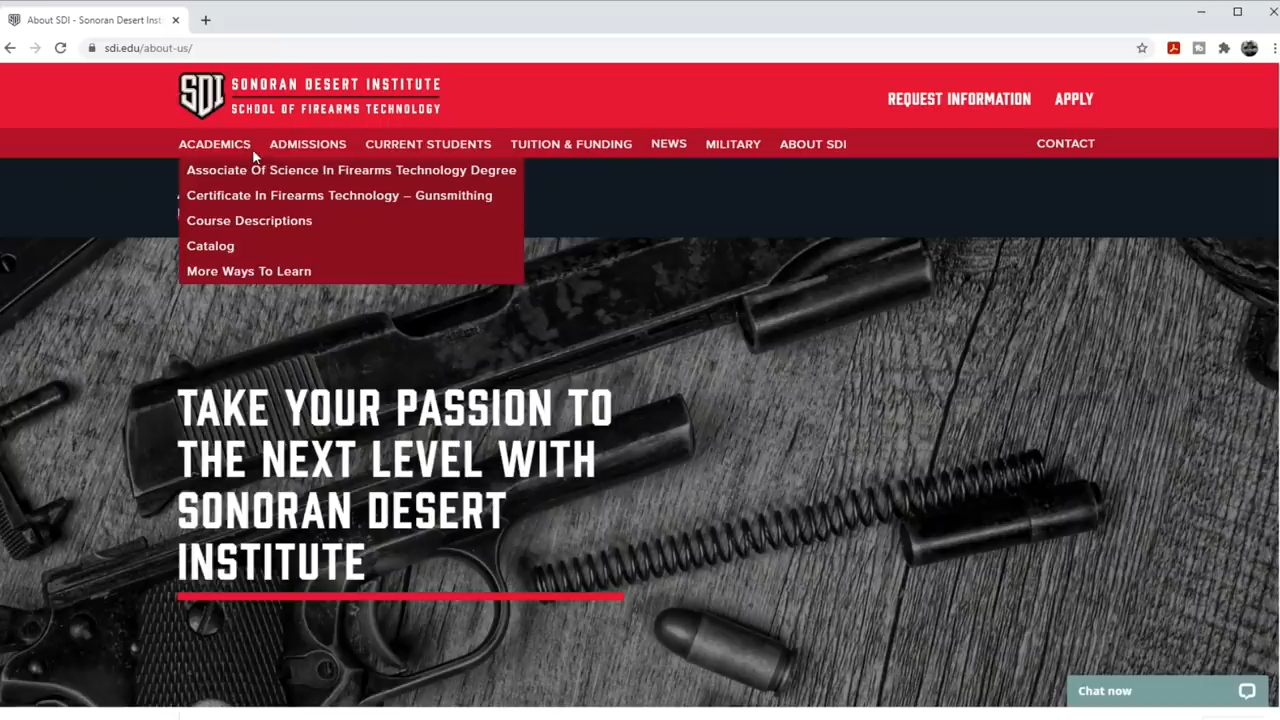 About SDI - Sonoran Desert Inst
sdi.edu/about-us/
SDI
SONORAN DESERT INSTITUTE
SCHOOL OF FIREARMS TECHNOLOGY
REQUEST INFORMATION
APPLY
ACADEMICS ADMISSIONS CURRENT STUDENTS TUITION & FUNDING NEWS MILITARY ABOUT SDI CONTACT
Associate Of Science In Firearms Technology Degree
Certificate In Firearms Technology – Gunsmithing
Course Descriptions
Catalog
More Ways To Learn
TAKE YOUR PASSION TO
THE NEXT LEVEL WITH
SONORAN DESERT
INSTITUTE
Chat now